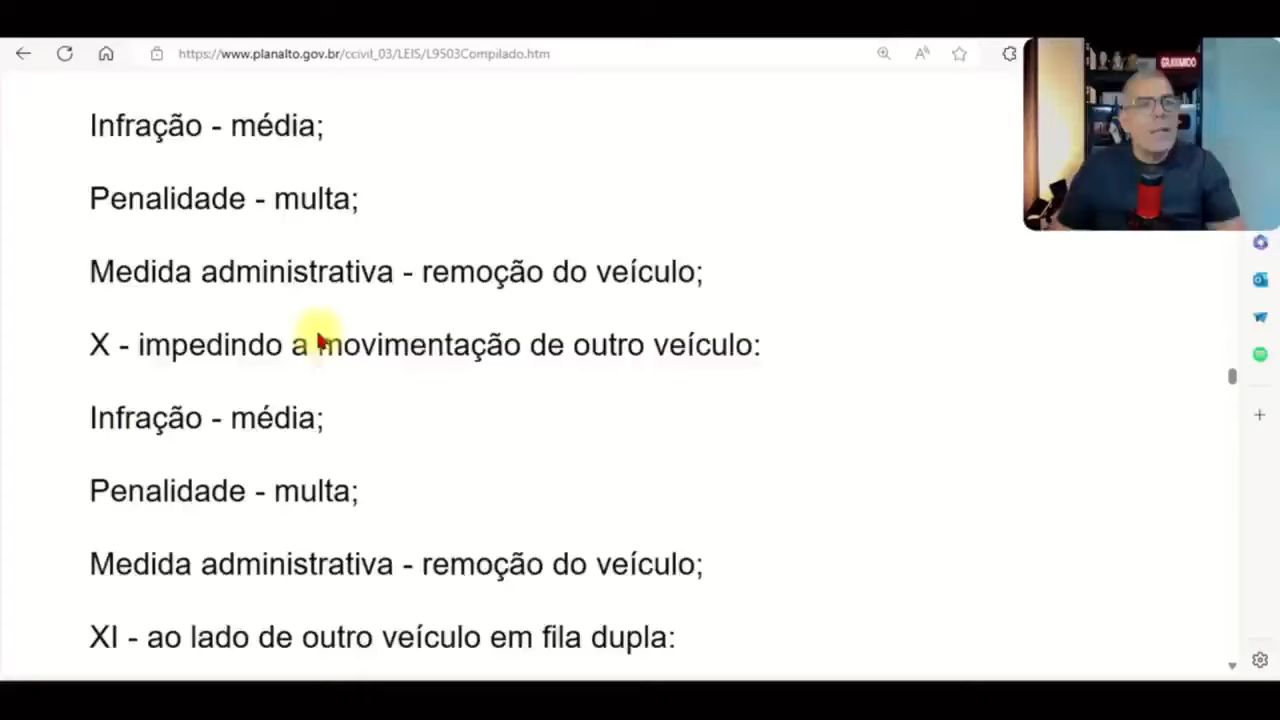 https://www.planalto.gov.br/ccivil_03/LEIS/L9503Compilado.htm
GRAVANDO
Infração - média;
Penalidade - multa;
Medida administrativa - remoção do veículo;
X - impedindo a movimentação de outro veículo:
Infração - média;
Penalidade - multa;
Medida administrativa - remoção do veículo;
XI - ao lado de outro veículo em fila dupla: